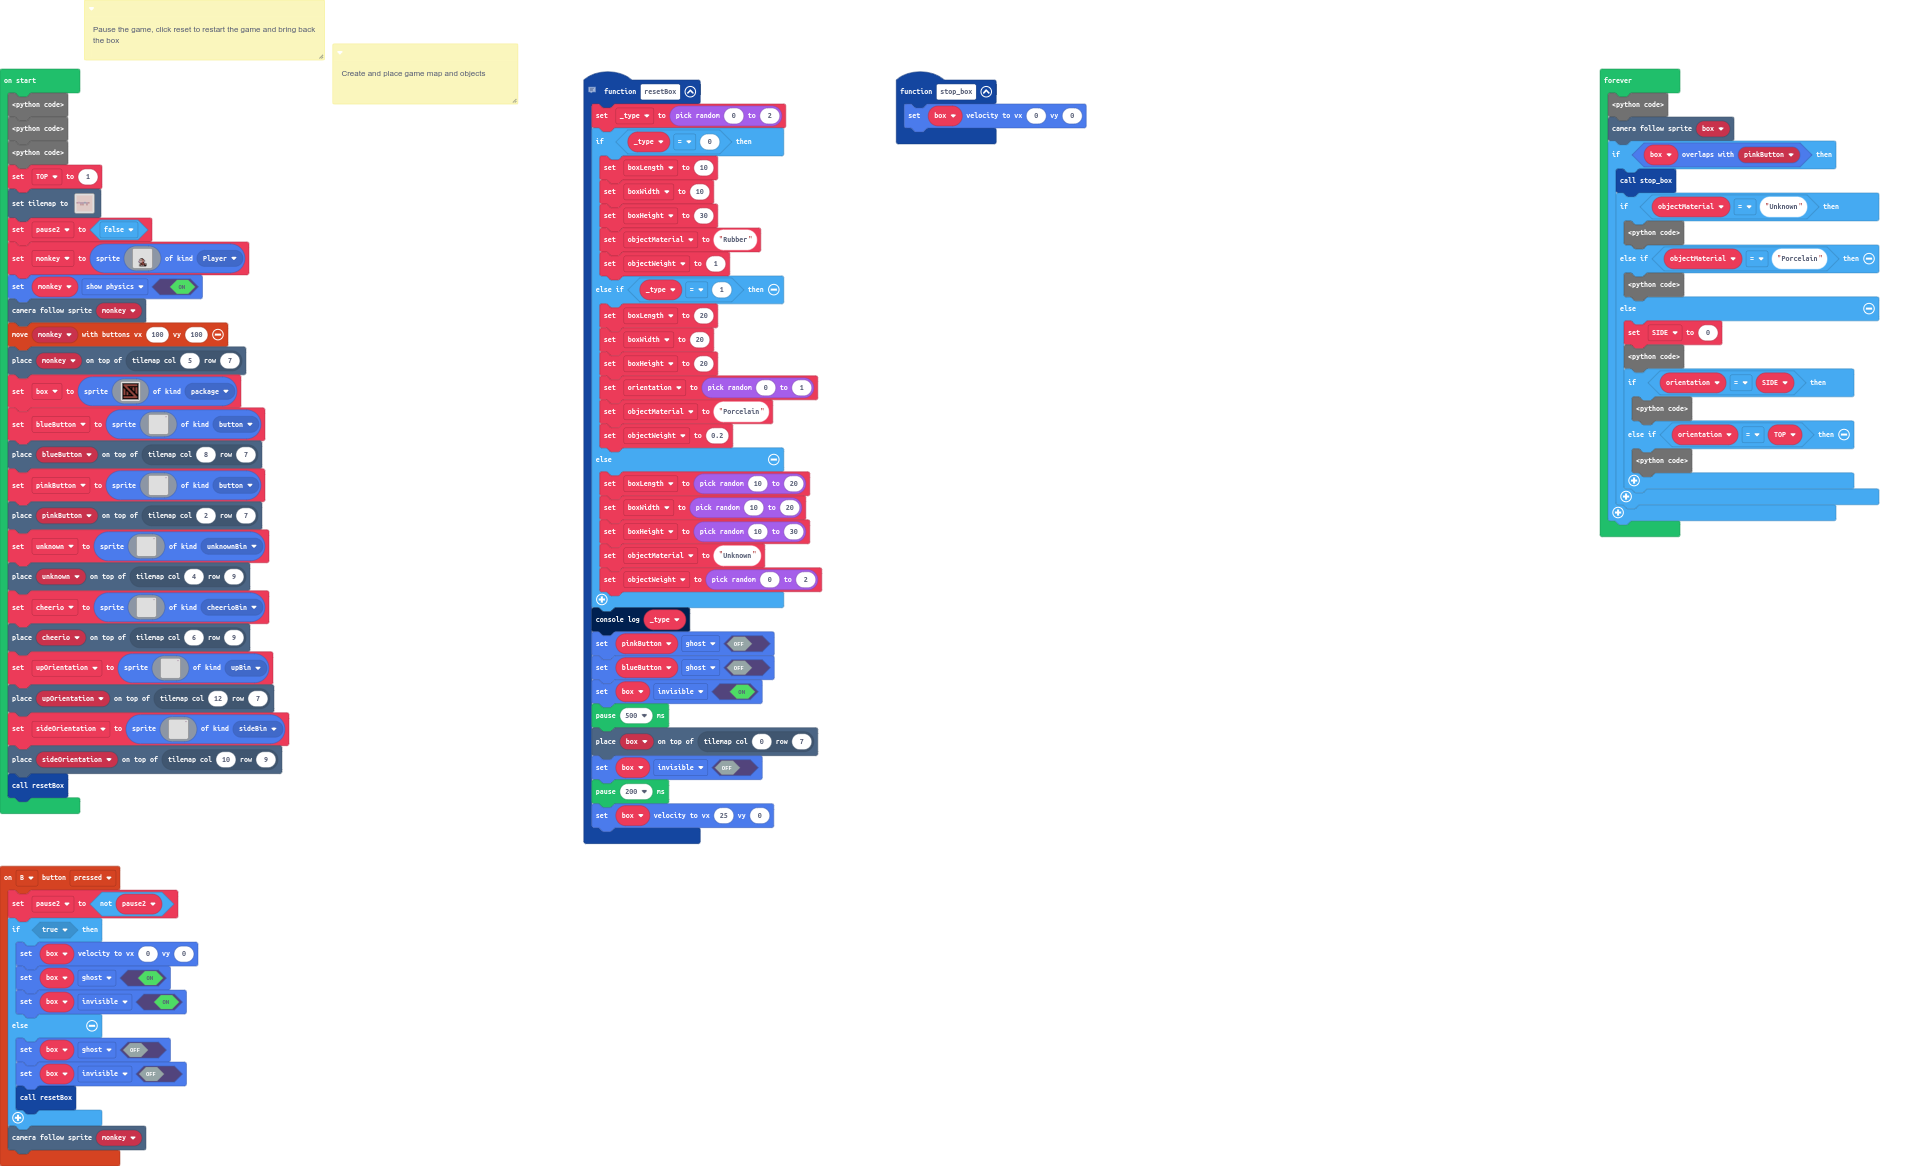 Pause the game, click reset to restart the game and bring back
the box
Create and place game map and objects
on start
<python code>
<python code>
<python code>
set TOP to 1
set tilemap to
set pause2 to false
set monkey to sprite of kind Player
set monkey show physics ON
camera follow sprite monkey
move monkey with buttons vx 100 vy 100
place monkey on top of tilemap col 5 row 7
set box to sprite of kind package
set blueButton to sprite of kind button
place blueButton on top of tilemap col 8 row 7
set pinkButton to sprite of kind button
place pinkButton on top of tilemap col 2 row 7
set unknown to sprite of kind unknownBin
place unknown on top of tilemap col 4 row 9
set cheerio to sprite of kind cheerioBin
place cheerio on top of tilemap col 6 row 9
set upOrientation to sprite of kind upBin
place upOrientation on top of tilemap col 12 row 7
set sideOrientation to sprite of kind sideBin
place sideOrientation on top of tilemap col 10 row 9
call resetBox
on B button pressed
set pause2 to not pause2
if true then
set box velocity to vx 0 vy 0
set box ghost ON
set box invisible ON
else
set box ghost OFF
set box invisible OFF
call resetBox
camera follow sprite monkey
function resetBox
set _type to pick random 0 to 2
if _type = 0 then
set boxLength to 10
set boxWidth to 10
set boxHeight to 30
set objectMaterial to "Rubber"
set objectWeight to 1
else if _type = 1 then
set boxLength to 20
set boxWidth to 20
set boxHeight to 20
set orientation to pick random 0 to 1
set objectMaterial to "Porcelain"
set objectWeight to 0.2
else
set boxLength to pick random 10 to 20
set boxWidth to pick random 10 to 20
set boxHeight to pick random 10 to 30
set objectMaterial to "Unknown"
set objectWeight to pick random 0 to 2
console log _type
set pinkButton ghost OFF
set blueButton ghost OFF
set box invisible ON
pause 500 ms
place box on top of tilemap col 0 row 7
set box invisible OFF
pause 200 ms
set box velocity to vx 25 vy 0
function stop_box
set box velocity to vx 0 vy 0
forever
<python code>
camera follow sprite box
if box overlaps with pinkButton then
call stop_box
if objectMaterial = "Unknown" then
<python code>
else if objectMaterial = "Porcelain" then
<python code>
else
set SIDE to 0
<python code>
if orientation = SIDE then
<python code>
else if orientation = TOP then
<python code>